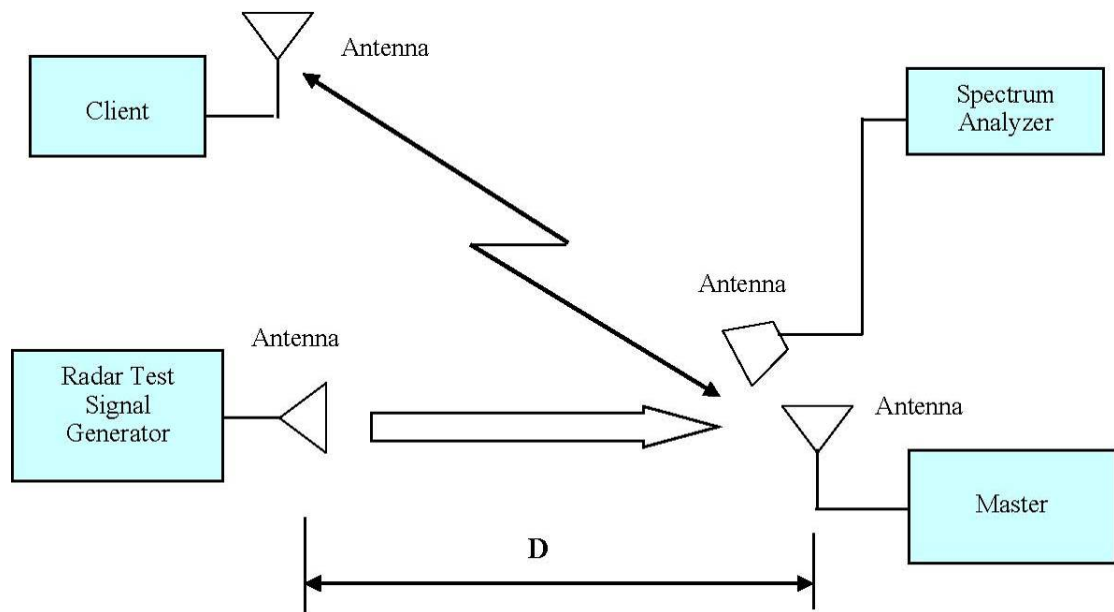 Antenna
Client
Spectrum
Analyzer
Antenna
Antenna
Radar Test
Signal
Generator
Antenna
Master
D